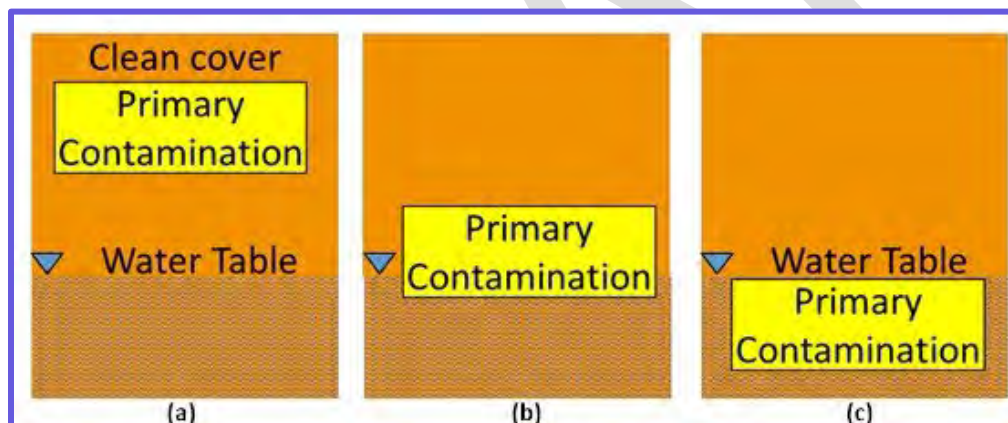 Clean cover
Primary
Contamination
Water Table
(a)
Primary
Contamination
(b)
Water Table
Primary
Contamination
(c)